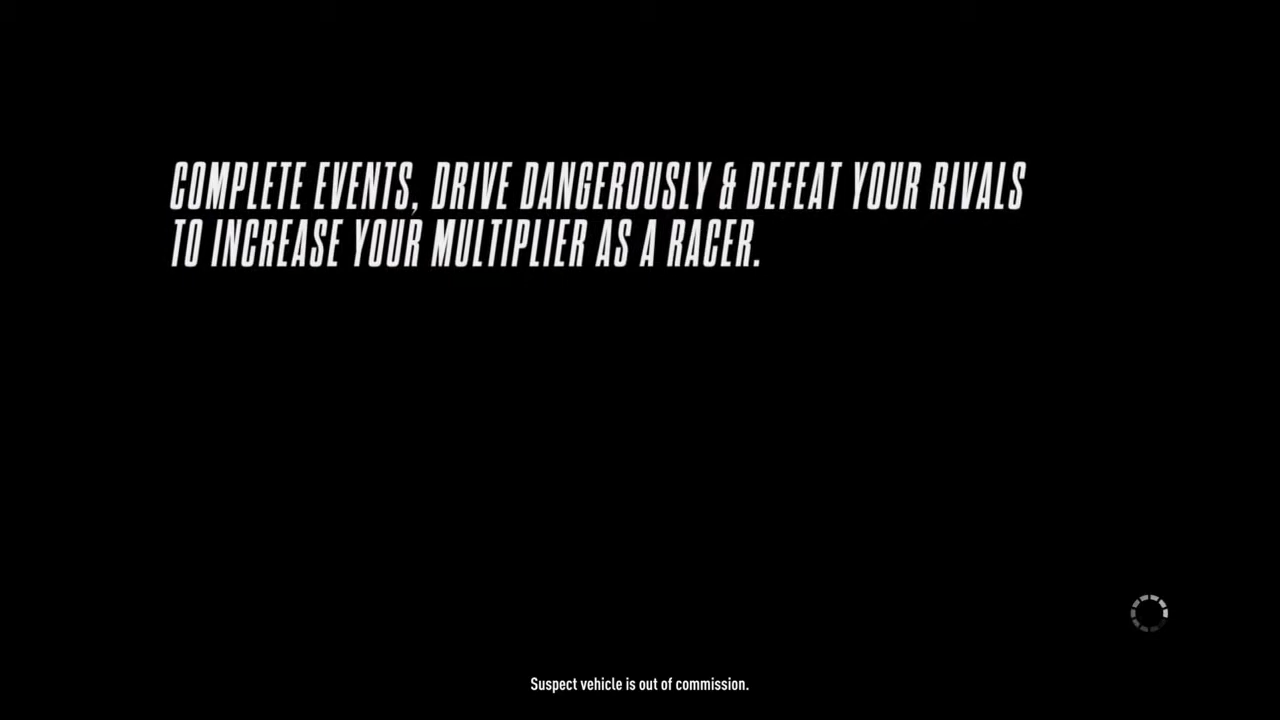 COMPLETE EVENTS, DRIVE DANGEROUSLY & DEFEAT YOUR RIVALS
TO INCREASE YOUR MULTIPLIER AS A RACER.
Suspect vehicle is out of commission.